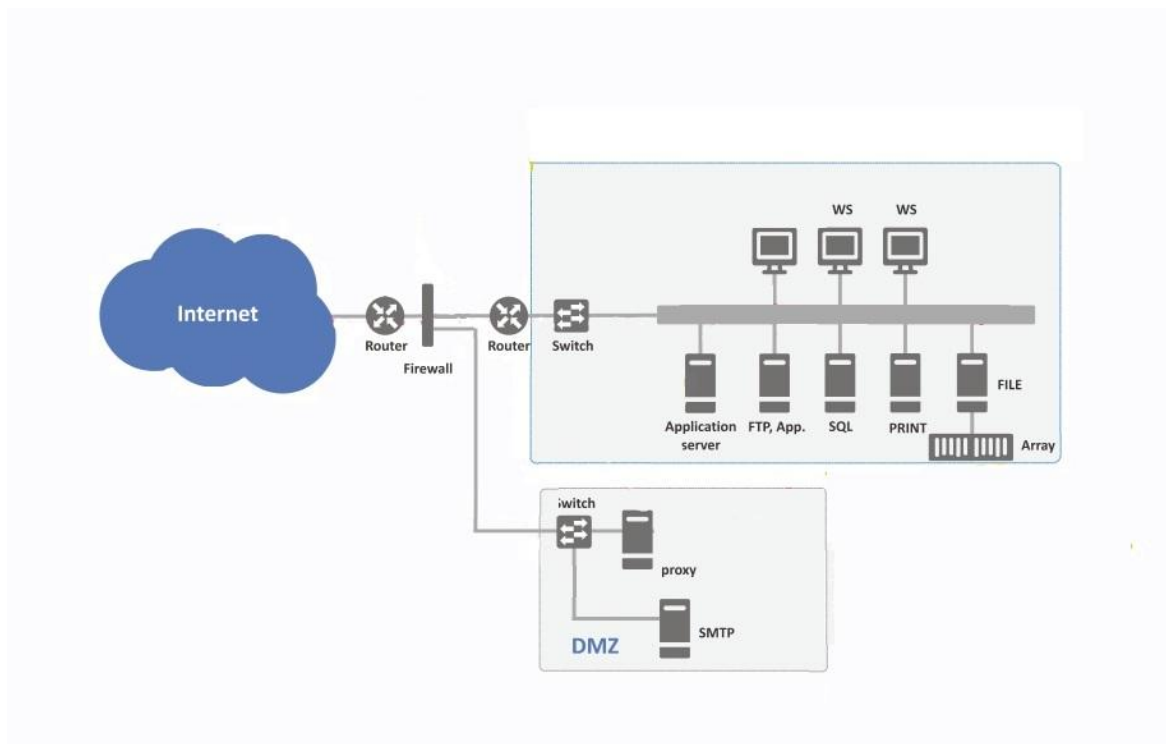 WS WS
Internet
Router
Router
Switch
Firewall
FILE
Application
server
FTP, App.
SQL
PRINT
Array
witch
proxy
SMTP
DMZ